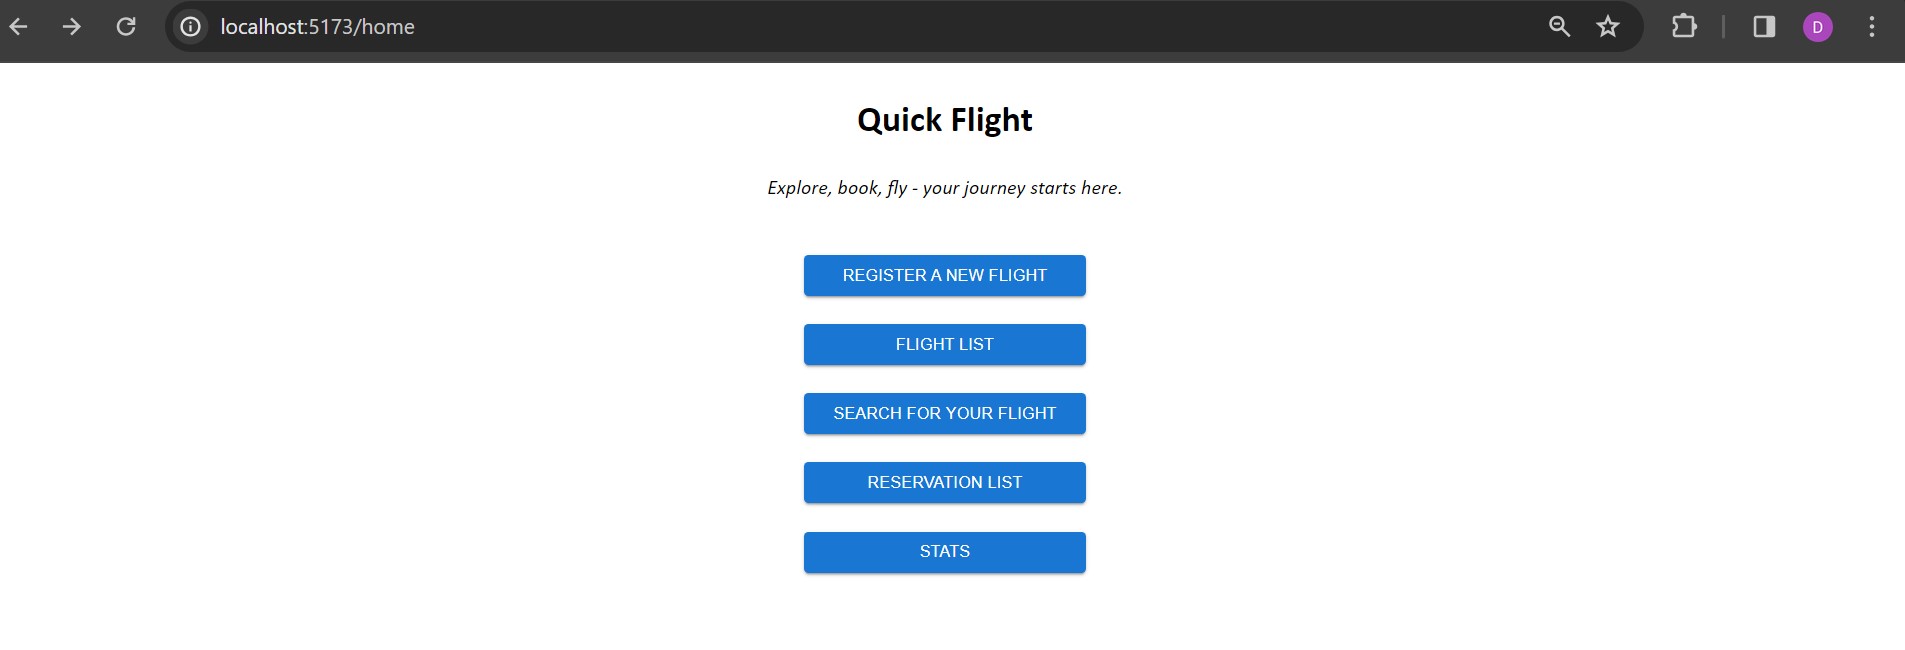 localhost:5173/home
D
Quick Flight
Explore, book, fly - your journey starts here.
REGISTER A NEW FLIGHT
FLIGHT LIST
SEARCH FOR YOUR FLIGHT
RESERVATION LIST
STATS